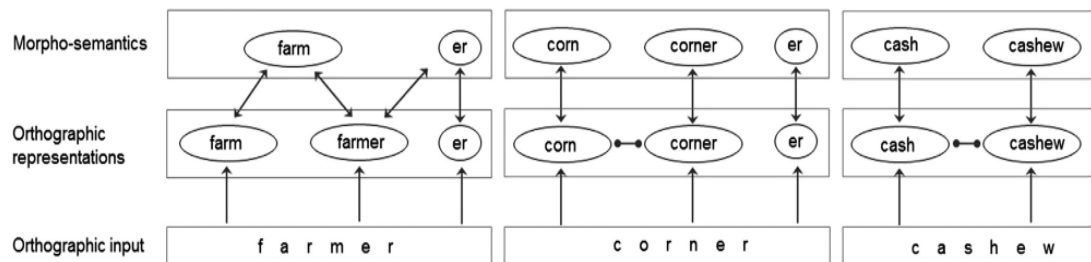 Morpho-semantics farm er corn corner er cash cashew
Orthographic
representations farm farmer er corn corner er cash cashew
Orthographic input f a r m e r c o r n e r c a s h e w